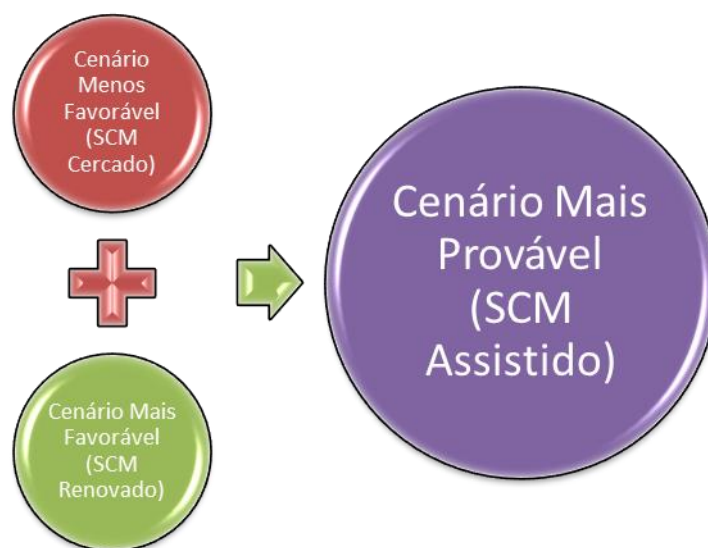 Cenário
Menos
Favorável
(SCM
Cercado)
Cenário Mais
Favorável
(SCM
Renovado)
Cenário Mais
Provável
(SCM
Assistido)